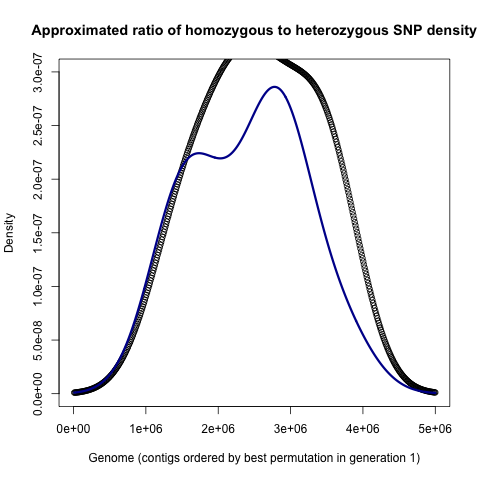 Approximated ratio of homozygous to heterozygous SNP density
Density
3.0e-07
2.5e-07
2.0e-07
1.5e-07
1.0e-07
5.0e-08
0.0e+00
0e+00 1e+06 2e+06 3e+06 4e+06 5e+06
Genome (contigs ordered by best permutation in generation 1)